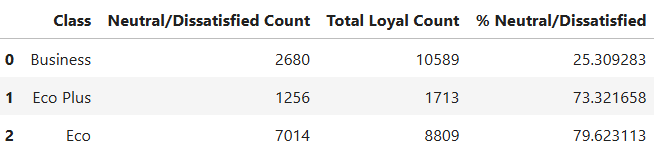 Class Neutral/Dissatisfied Count Total Loyal Count % Neutral/Dissatisfied
0 Business 2680 10589 25.309283
1 Eco Plus 1256 1713 73.321658
2 Eco 7014 8809 79.623113